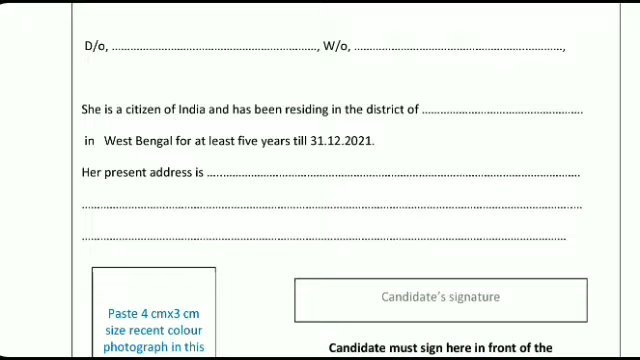 D/o, ................................................................, W/o, ................................................................,
She is a citizen of India and has been residing in the district of ..................................................
in West Bengal for at least five years till 31.12.2021.
Her present address is ....................................................................................................................
................................................................................................................................................................
............................................................................................................................................................
Candidate's signature
Paste 4 cmx3 cm
size recent colour
photograph in this
Candidate must sign here in front of the